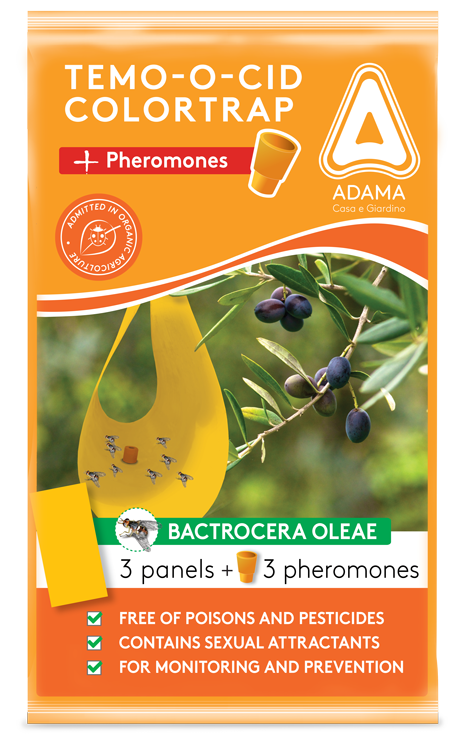 TEMO-O-CID
COLORTRAP
+ Pheromones
ADAMA
Casa e Giardino
ADMITTED IN ORGANIC AGRICOLTURE
BACTROCERA OLEAE
3 panels + 3 pheromones
FREE OF POISONS AND PESTICIDES
CONTAINS SEXUAL ATTRACTANTS
FOR MONITORING AND PREVENTION